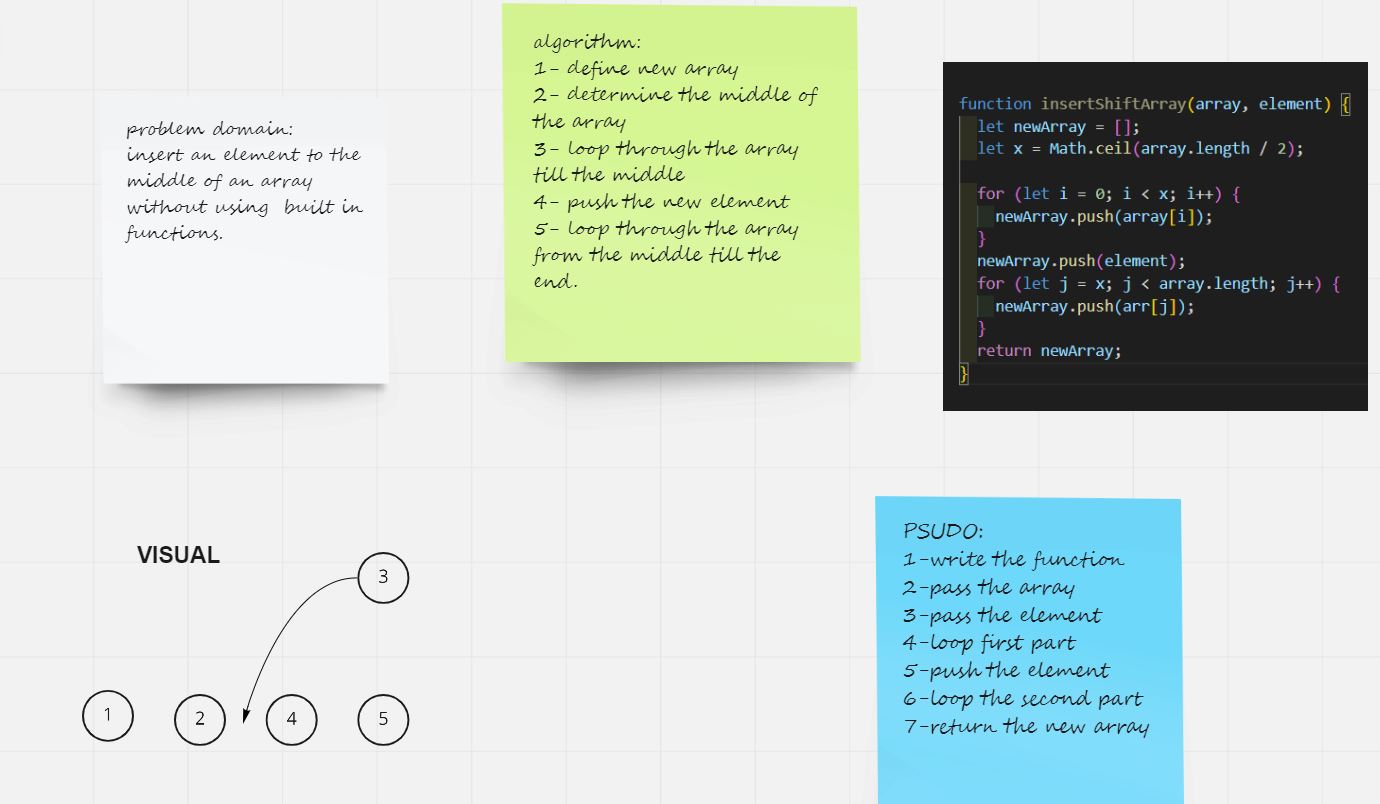 problem domain:
insert an element to the
middle of an array
without using  built in
functions.
algorithm:
1- define new array
2- determine the middle of
the array
3- loop through the array
till the middle
4- push the new element
5- loop through the array
from the middle till the
end.
function insertShiftArray(array, element) {
  let newArray = [];
  let x = Math.ceil(array.length / 2);

  for (let i = 0; i < x; i++) {
    newArray.push(array[i]);
  }
  newArray.push(element);
  for (let j = x; j < array.length; j++) {
    newArray.push(arr[j]);
  }
  return newArray;
}
VISUAL
3
1 2 4 5
PSUDO:
1-write the function
2-pass the array
3-pass the element
4-loop first part
5-push the element
6-loop the second part
7-return the new array